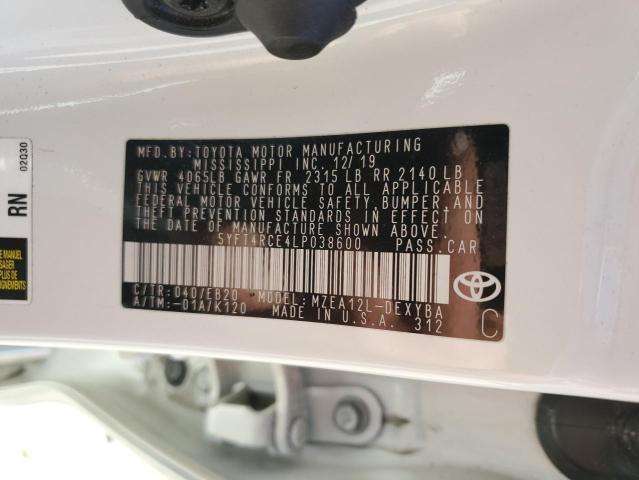 MFD.BY:TOYOTA MOTOR MANUFACTURING
MISSISSIPPI INC. 12/19
GVWR 4065LB GAWR FR 2315 LB RR 2140 LB
THIS VEHICLE CONFORMS TO ALL APPLICABLE
FEDERAL MOTOR VEHICLE SAFETY, BUMPER, AND
THEFT PREVENTION STANDARDS IN EFFECT ON
THE DATE OF MANUFACTURE SHOWN ABOVE.
5YFT4RCE4LP038600 PASS.CAR
C/TR:040/EB20 MODEL: MZEA12L-DEXYBA
A/TM:-01A/K120 MADE IN U.S.A. 312
C
02Q30
RN
E MANUEL